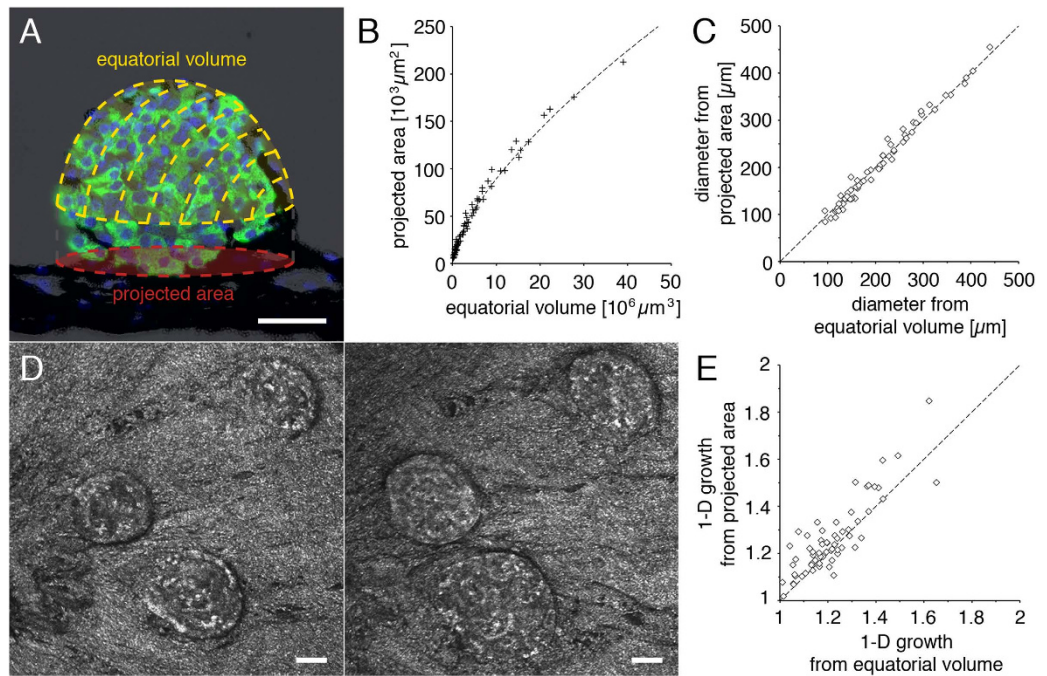 A
equatorial volume
projected area
B
projected area [10³µm²]
250
200
150
100
50
0
0 10 20 30 40 50
equatorial volume [10⁶µm³]
C
diameter from
projected area [µm]
500
400
300
200
100
0
0 100 200 300 400 500
diameter from
equatorial volume [µm]
D
E
1-D growth
from projected area
2
1.8
1.6
1.4
1.2
1
1 1.2 1.4 1.6 1.8 2
1-D growth
from equatorial volume